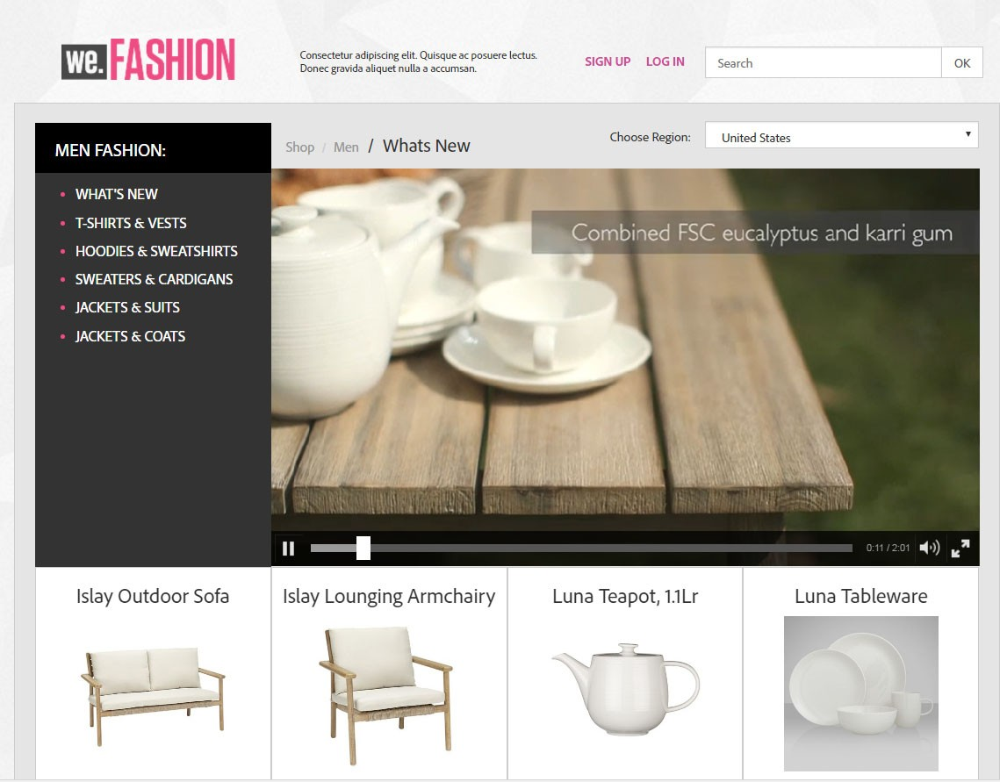 we.FASHION
Consectetur adipiscing elit. Quisque ac posuere lectus.
Donec gravida aliquet nulla a accumsan.
SIGN UP
LOG IN
Search
OK
MEN FASHION:
WHAT'S NEW
T-SHIRTS & VESTS
HOODIES & SWEATSHIRTS
SWEATERS & CARDIGANS
JACKETS & SUITS
JACKETS & COATS
Shop / Men / Whats New
Choose Region:
United States
Combined FSC eucalyptus and karri gum
0:11 / 2:01
Islay Outdoor Sofa
Islay Lounging Armchairy
Luna Teapot, 1.1Lr
Luna Tableware